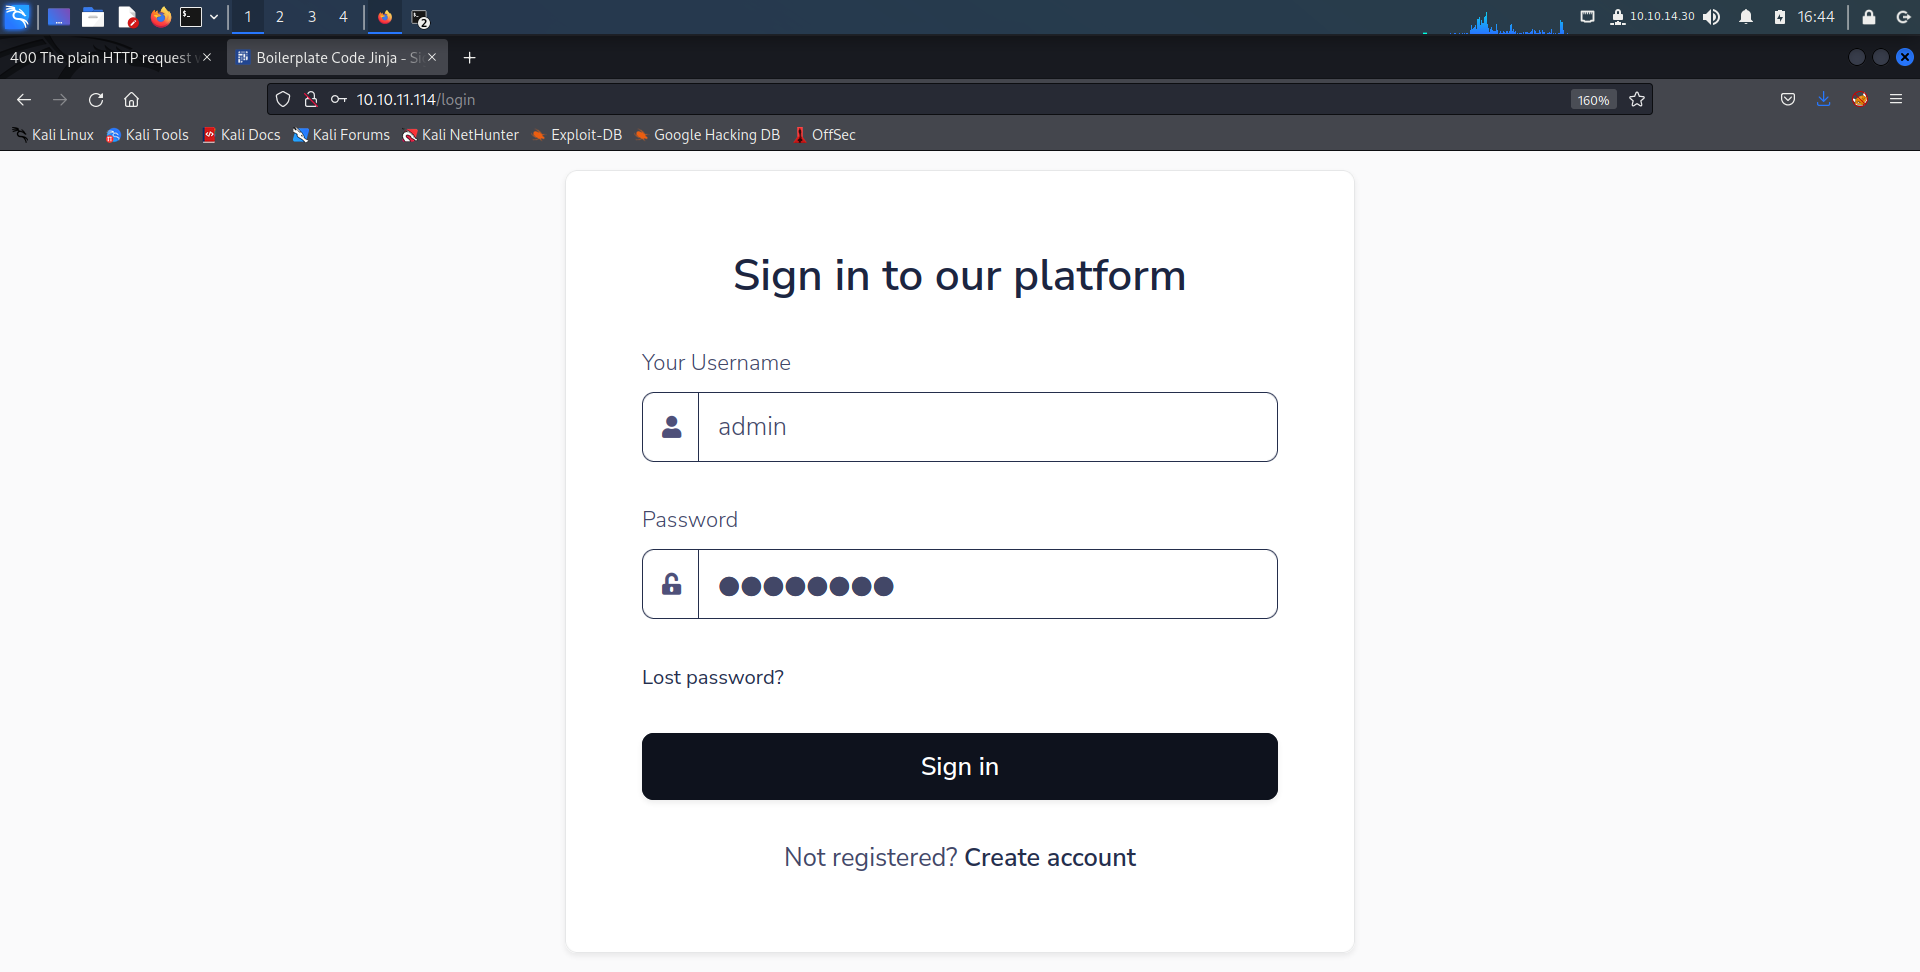 1 2 3 4 2 10.10.14.30 16:44
400 The plain HTTP request Boilerplate Code Jinja - Si
10.10.11.114/login 160%
Kali Linux Kali Tools Kali Docs Kali Forums Kali NetHunter Exploit-DB Google Hacking DB OffSec
Sign in to our platform
Your Username
admin
Password
Lost password?
Sign in
Not registered? Create account